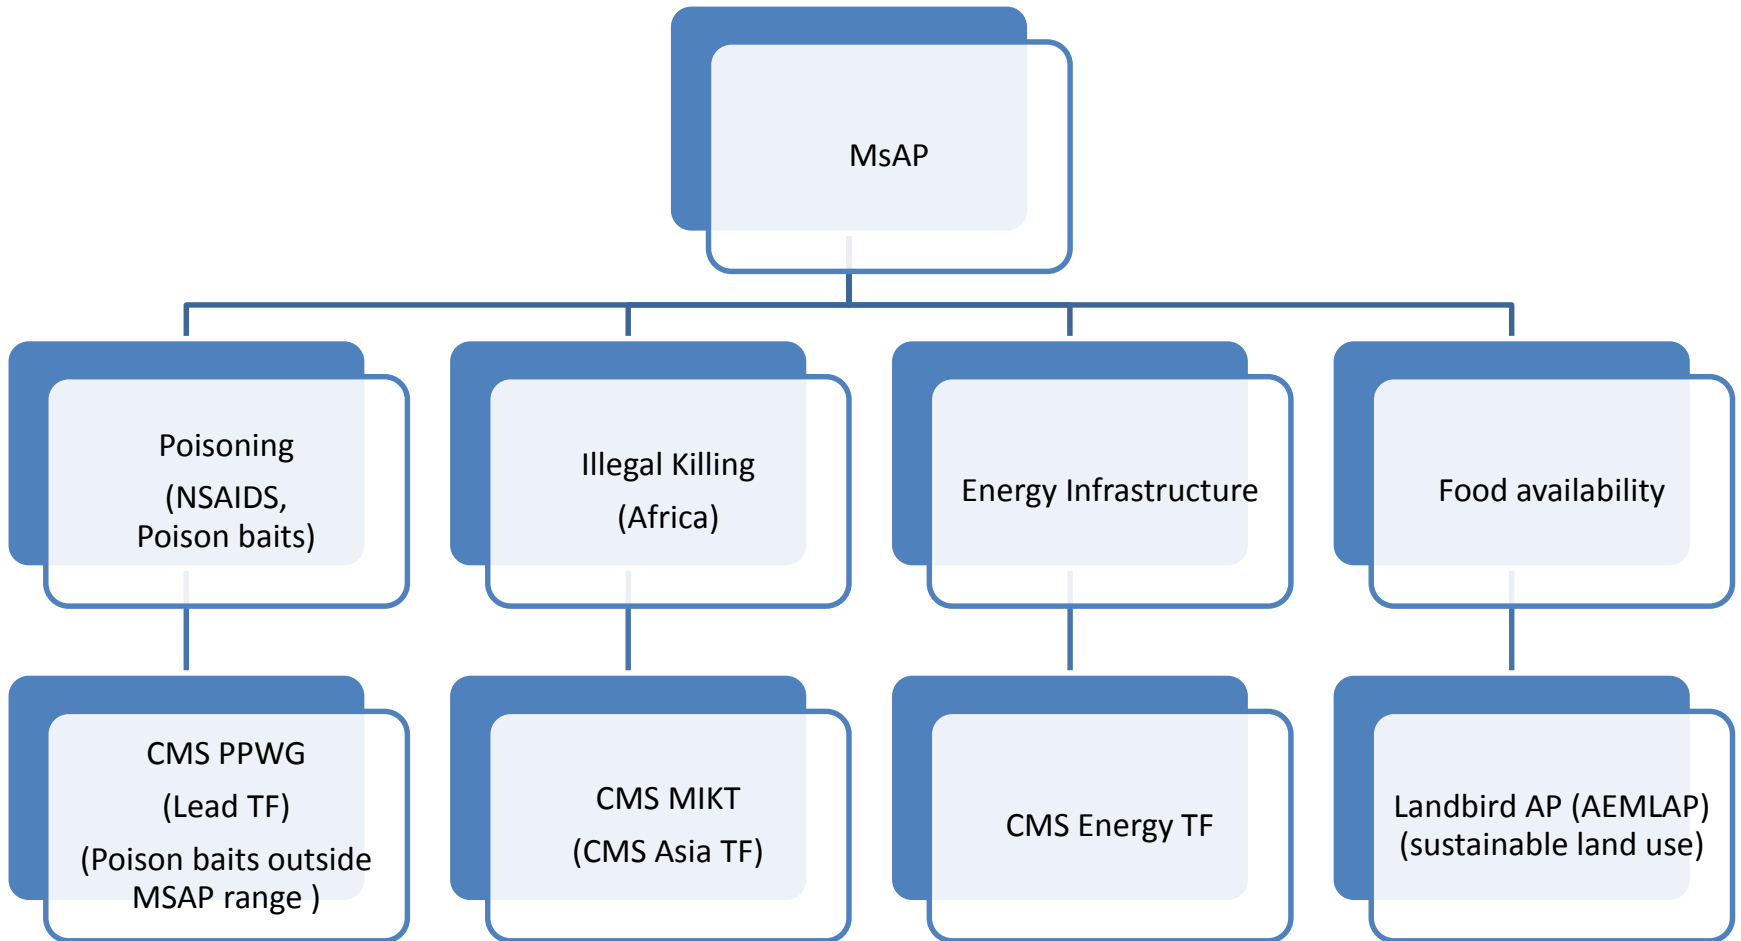 MsAP
Poisoning
(NSAIDS,
Poison baits)
Illegal Killing
(Africa)
Energy Infrastructure
Food availability
CMS PPWG
(Lead TF)
(Poison baits outside
MSAP range )
CMS MIKT
(CMS Asia TF)
CMS Energy TF
Landbird AP (AEMLAP)
(sustainable land use)